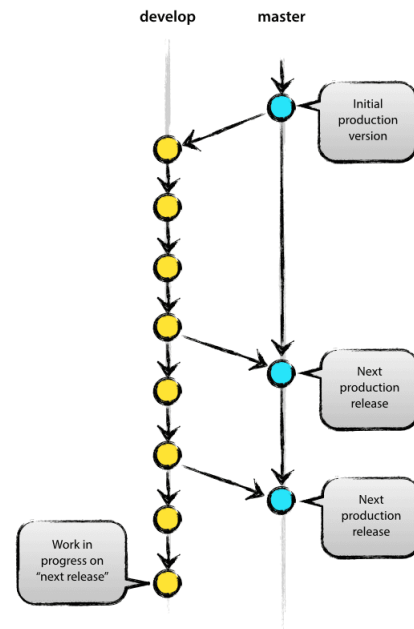 develop
master
Initial
production
version
Next
production
release
Next
production
release
Work in
progress on
“next release”